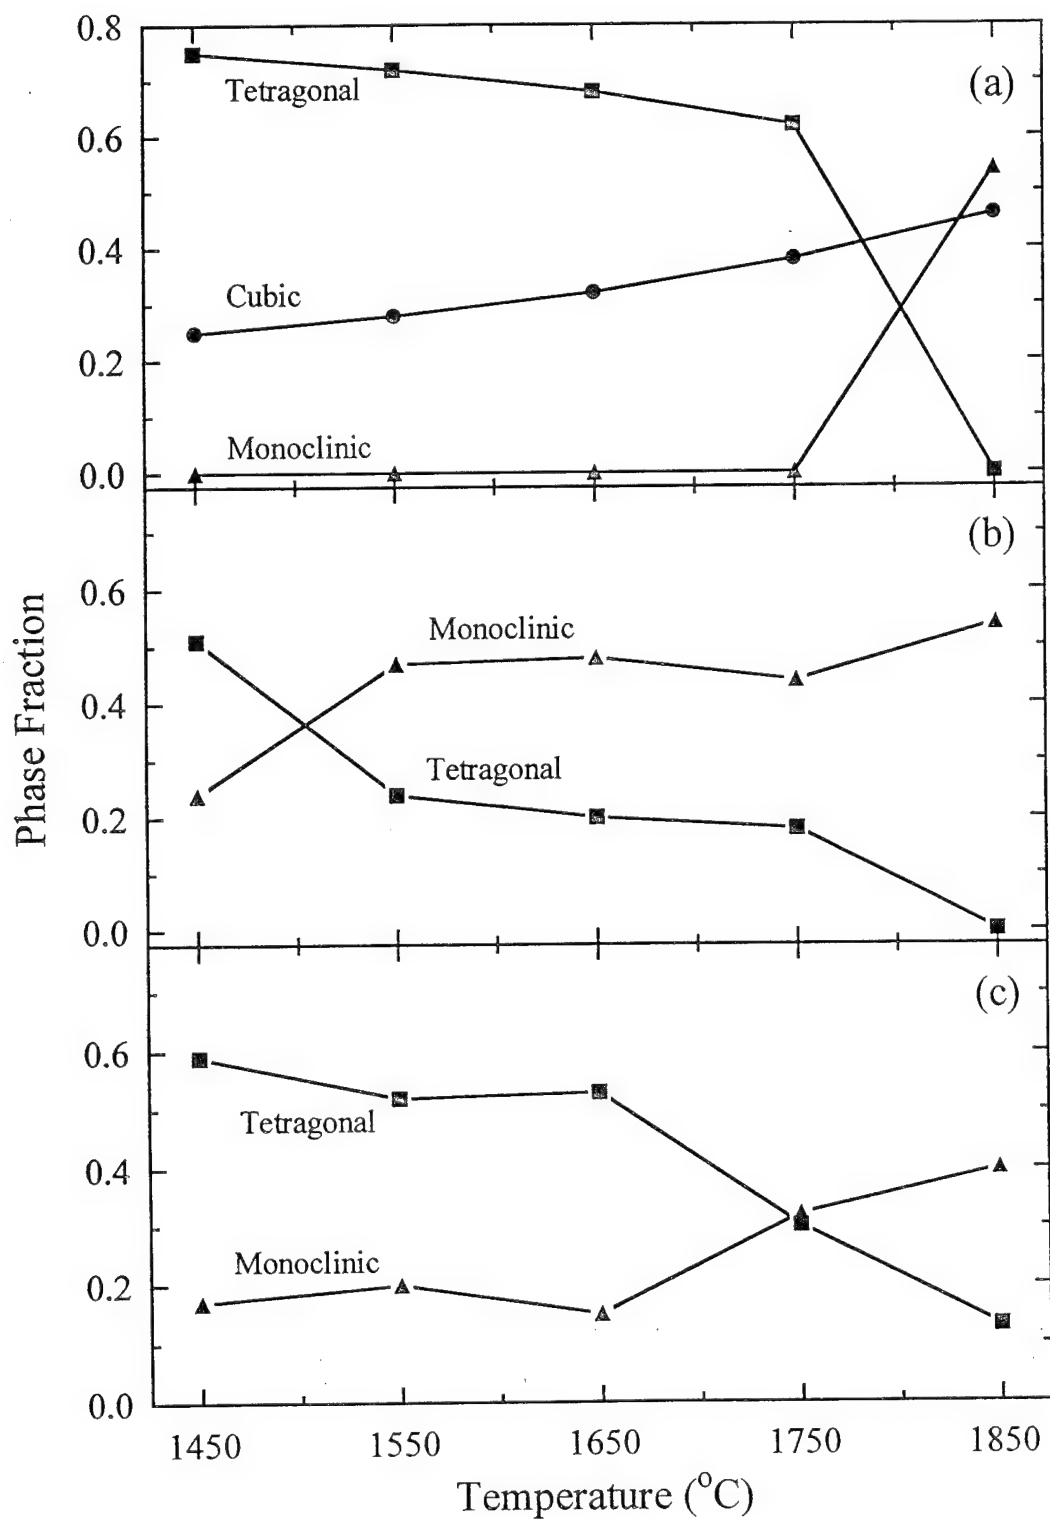 0.8
(a)
Tetragonal
0.6
0.4
Cubic
0.2
Monoclinic
0.0
(b)
0.6
Monoclinic
0.4
Tetragonal
0.2
0.0
(c)
0.6
Tetragonal
0.4
Monoclinic
0.2
0.0
Phase Fraction
1450 1550 1650 1750 1850
Temperature (°C)